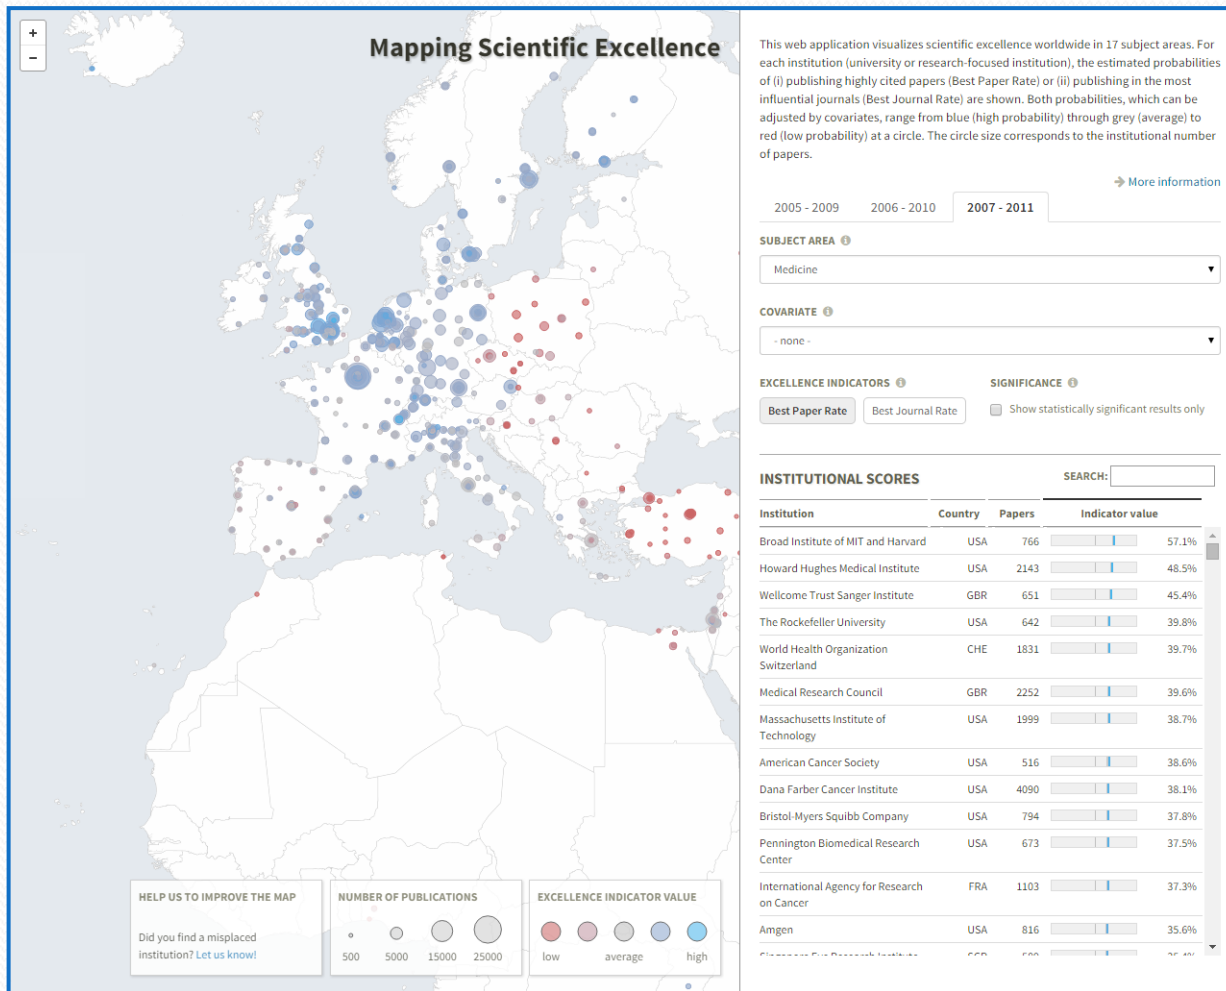 +
−
Mapping Scientific Excellence
This web application visualizes scientific excellence worldwide in 17 subject areas. For
each institution (university or research-focused institution), the estimated probabilities
of (i) publishing highly cited papers (Best Paper Rate) or (ii) publishing in the most
influential journals (Best Journal Rate) are shown. Both probabilities, which can be
adjusted by covariates, range from blue (high probability) through grey (average) to
red (low probability) at a circle. The circle size corresponds to the institutional number
of papers.
More information
2005 - 2009 2006 - 2010 2007 - 2011
SUBJECT AREA
Medicine
COVARIATE
- none -
EXCELLENCE INDICATORS SIGNIFICANCE
Best Paper Rate Best Journal Rate Show statistically significant results only
INSTITUTIONAL SCORES SEARCH:
Institution Country Papers Indicator value
Broad Institute of MIT and Harvard USA 766 57.1%
Howard Hughes Medical Institute USA 2143 48.5%
Wellcome Trust Sanger Institute GBR 651 45.4%
The Rockefeller University USA 642 39.8%
World Health Organization CHE 1831 39.7%
Switzerland
Medical Research Council GBR 2252 39.6%
Massachusetts Institute of USA 1999 38.7%
Technology
American Cancer Society USA 516 38.6%
Dana Farber Cancer Institute USA 4090 38.1%
Bristol-Myers Squibb Company USA 794 37.8%
Pennington Biomedical Research USA 673 37.5%
Center
International Agency for Research FRA 1103 37.3%
on Cancer
Amgen USA 816 35.6%
HELP US TO IMPROVE THE MAP
Did you find a misplaced
institution? Let us know!
NUMBER OF PUBLICATIONS
500 5000 15000 25000
EXCELLENCE INDICATOR VALUE
low average high